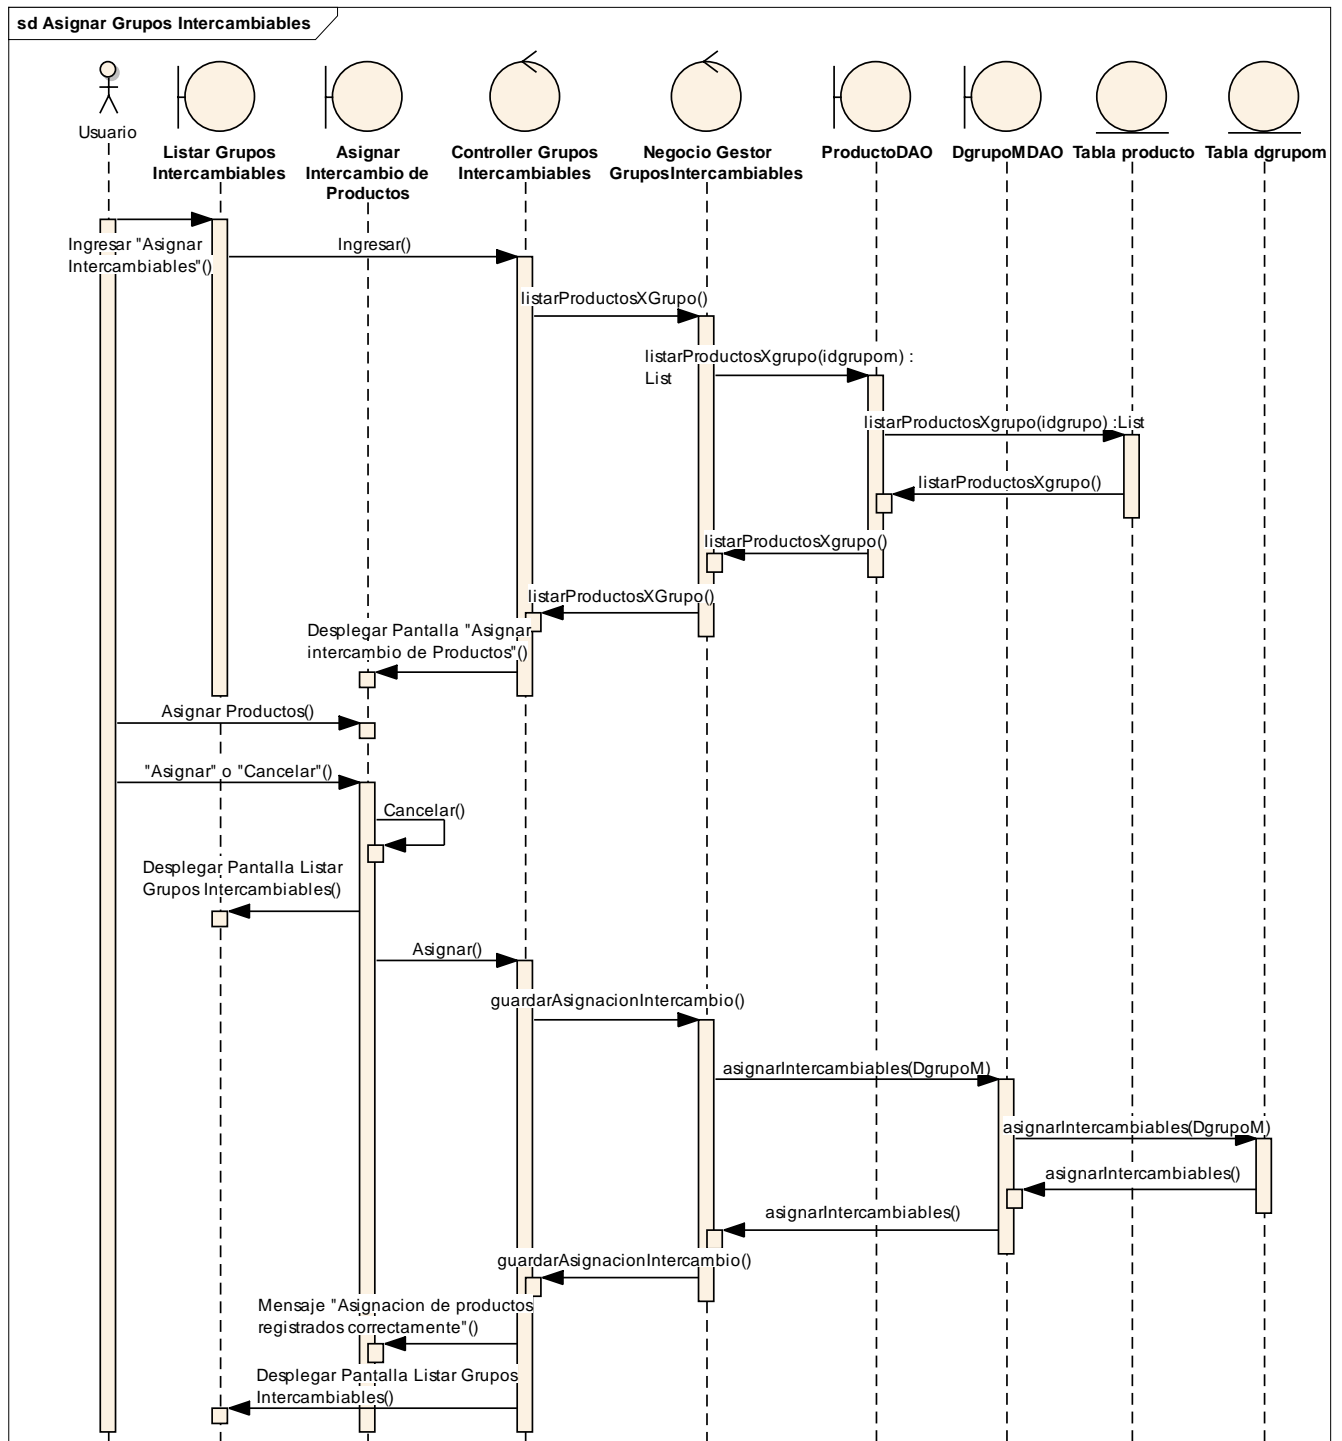 sd Asignar Grupos Intercambiables
Usuario
Listar Grupos
Intercambiables
Asignar
Intercambio de
Productos
Controller Grupos
Intercambiables
Negocio Gestor
GruposIntercambiables
ProductoDAO
DgrupoMDAO
Tabla producto
Tabla dgrupom
Ingresar "Asignar
Intercambiables"()
Ingresar()
listarProductosXGrupo()
listarProductosXgrupo(idgrupom) :
List
listarProductosXgrupo(idgrupo) :List
listarProductosXgrupo()
listarProductosXgrupo()
listarProductosXGrupo()
Desplegar Pantalla "Asignar
intercambio de Productos"()
Asignar Productos()
"Asignar" o "Cancelar"()
Cancelar()
Desplegar Pantalla Listar
Grupos Intercambiables()
Asignar()
guardarAsignacionIntercambio()
asignarIntercambiables(DgrupoM)
asignarIntercambiables(DgrupoM)
asignarIntercambiables()
asignarIntercambiables()
guardarAsignacionIntercambio()
Mensaje "Asignacion de productos
registrados correctamente"()
Desplegar Pantalla Listar Grupos
Intercambiables()